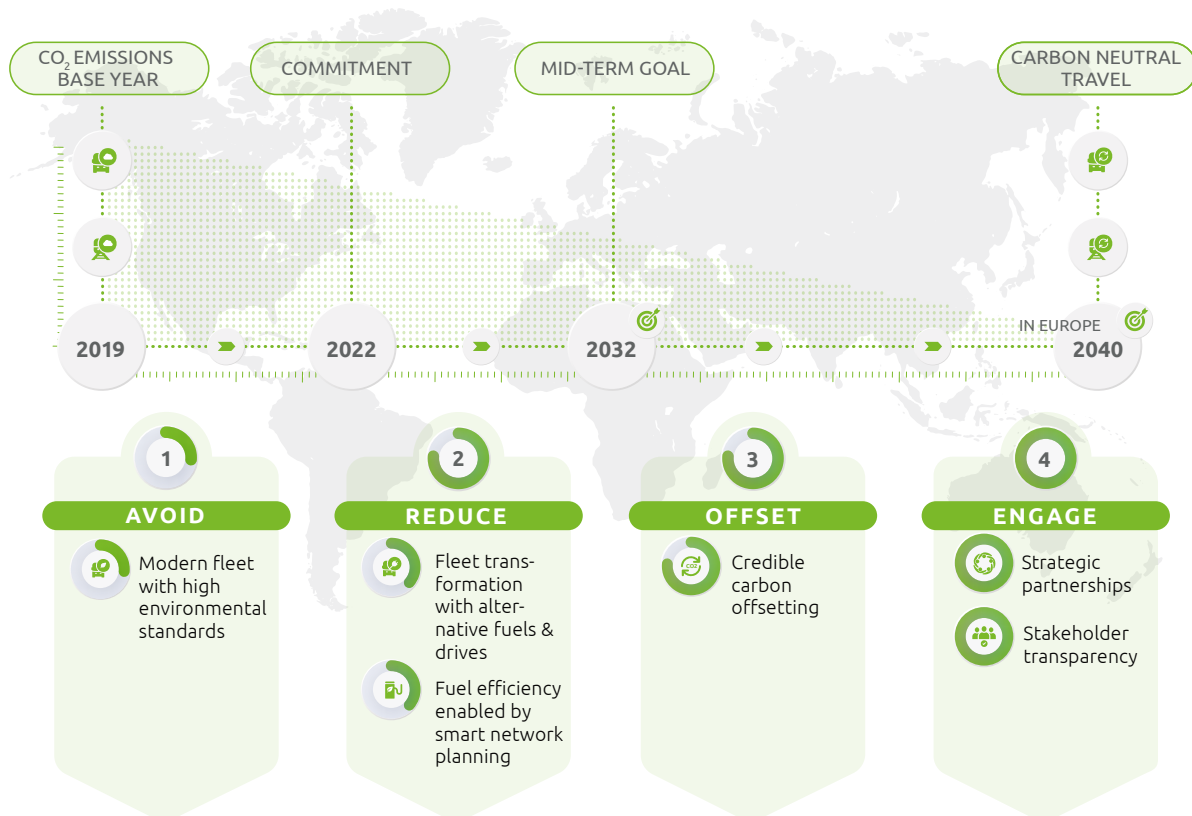 CO2 EMISSIONS
BASE YEAR
COMMITMENT
MID-TERM GOAL
CARBON NEUTRAL
TRAVEL
IN EUROPE
2019
2022
2032
2040
1
2
3
4
AVOID
REDUCE
OFFSET
ENGAGE
Modern fleet
with high
environmental
standards
Fleet trans-
formation
with alter-
native fuels &
drives
Fuel efficiency
enabled by
smart network
planning
CO2
Credible
carbon
offsetting
Strategic
partnerships
Stakeholder
transparency